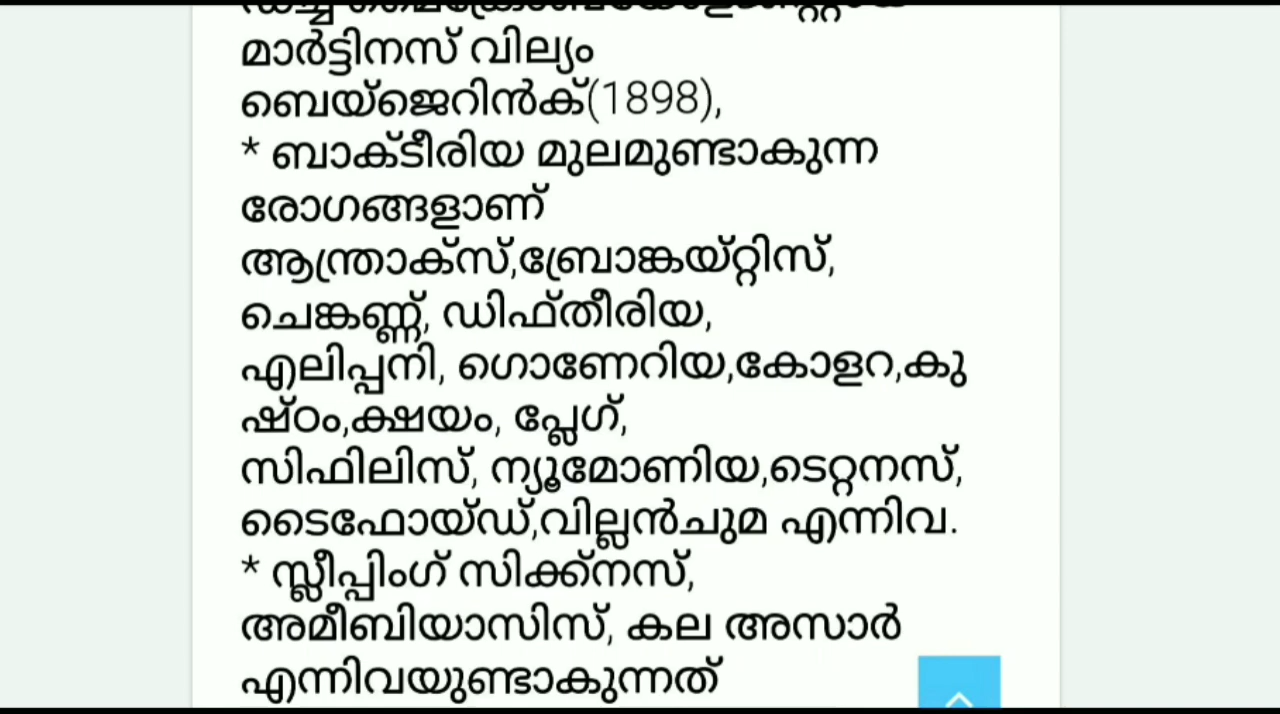 മാർട്ടിനസ് വില്യം
ബെയ്ജെറിൻക്(1898),
* ബാക്ടീരിയ മുലമുണ്ടാകുന്ന
രോഗങ്ങളാണ്
ആന്ത്രാക്സ്,ബ്രോങ്കയ്റ്റിസ്,
ചെങ്കണ്ണ്, ഡിഫ്തീരിയ,
എലിപ്പനി, ഗൊണേറിയ,കോളറ,കു
ഷ്ഠം,ക്ഷയം, പ്ലേഗ്,
സിഫിലിസ്, ന്യൂമോണിയ,ടെറ്റനസ്,
ടൈഫോയ്ഡ്,വില്ലൻചുമ എന്നിവ.
* സ്ലീപ്പിംഗ് സിക്ക്നസ്,
അമീബിയാസിസ്, കല അസാർ
എന്നിവയുണ്ടാകുന്നത്